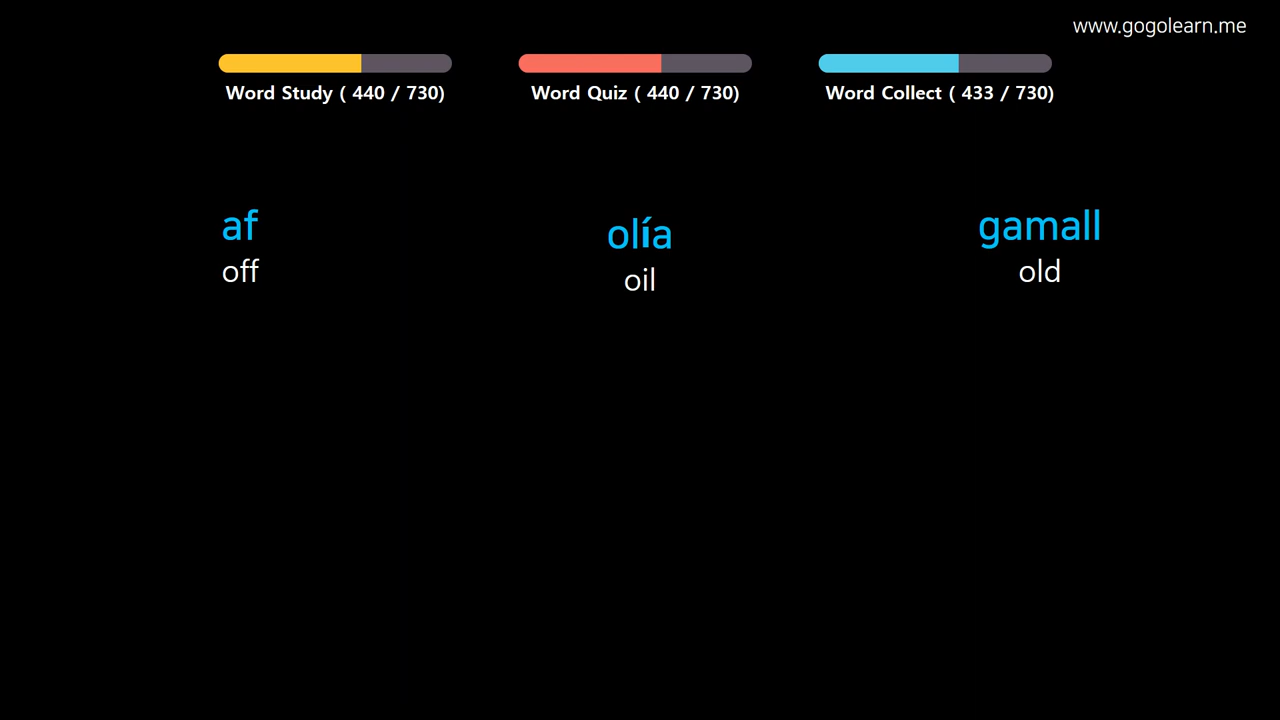 www.gogolearn.me
Word Study ( 440 / 730)
Word Quiz ( 440 / 730)
Word Collect ( 433 / 730)
af
off
olía
oil
gamall
old